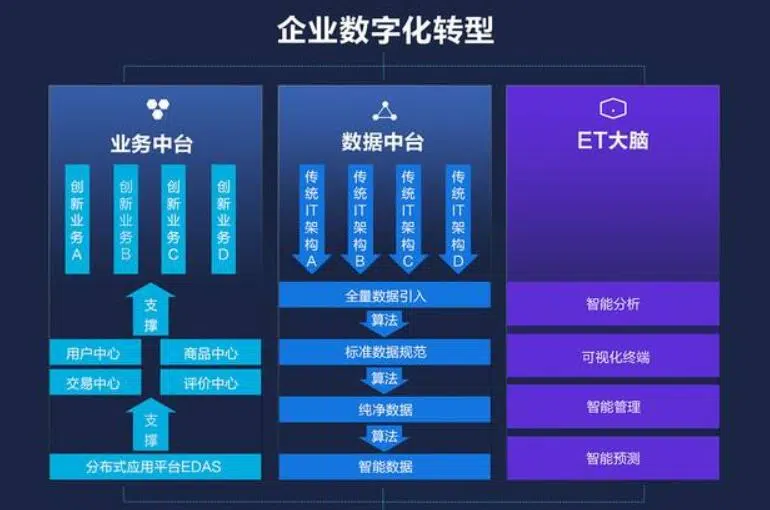 企业数字化转型
业务中台
创新业务A
创新业务B
创新业务C
创新业务D
支撑
用户中心
商品中心
交易中心
评价中心
支撑
分布式应用平台EDAS
数据中台
传统IT架构A
传统IT架构B
传统IT架构C
传统IT架构D
全量数据引入
算法
标准数据规范
算法
纯净数据
算法
智能数据
ET大脑
智能分析
可视化终端
智能管理
智能预测